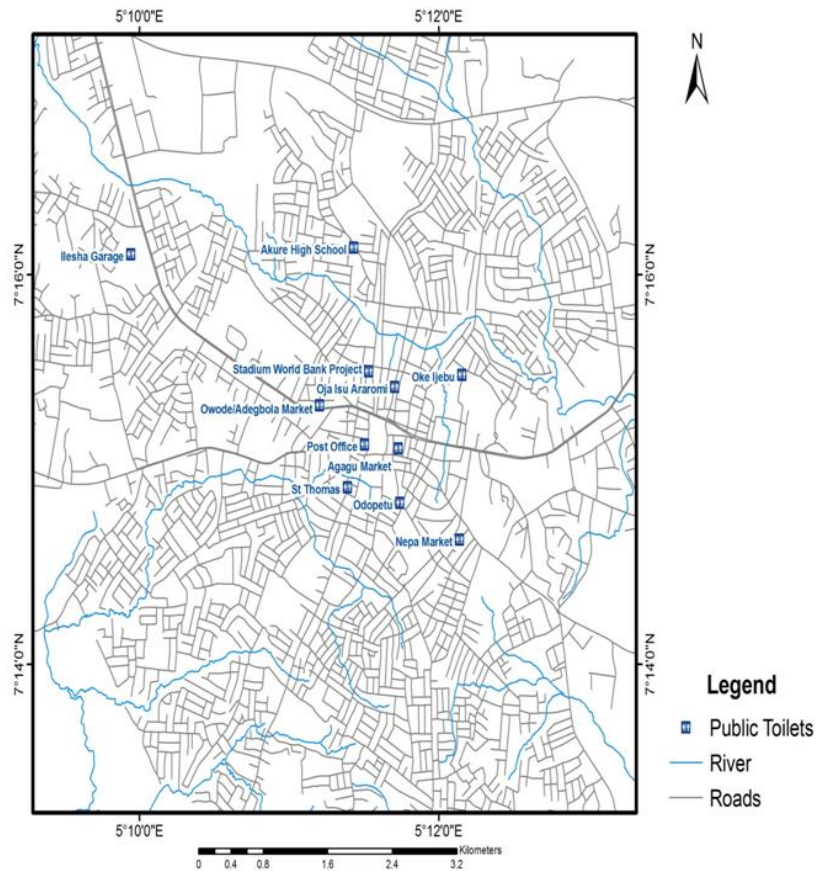 5°10'0"E
5°12'0"E
N
Ilesha Garage
Akure High School
7°16'0"N
7°16'0"N
Stadium World Bank Project
Oke Ijebu
Oja Isu Araromi
Owode/Adegbola Market
Post Office
Agagu Market
St Thomas
Odopetu
Nepa Market
7°14'0"N
7°14'0"N
Legend
Public Toilets
River
Roads
5°10'0"E
5°12'0"E
Kilometers
0 0.4 0.8 1.6 2.4 3.2